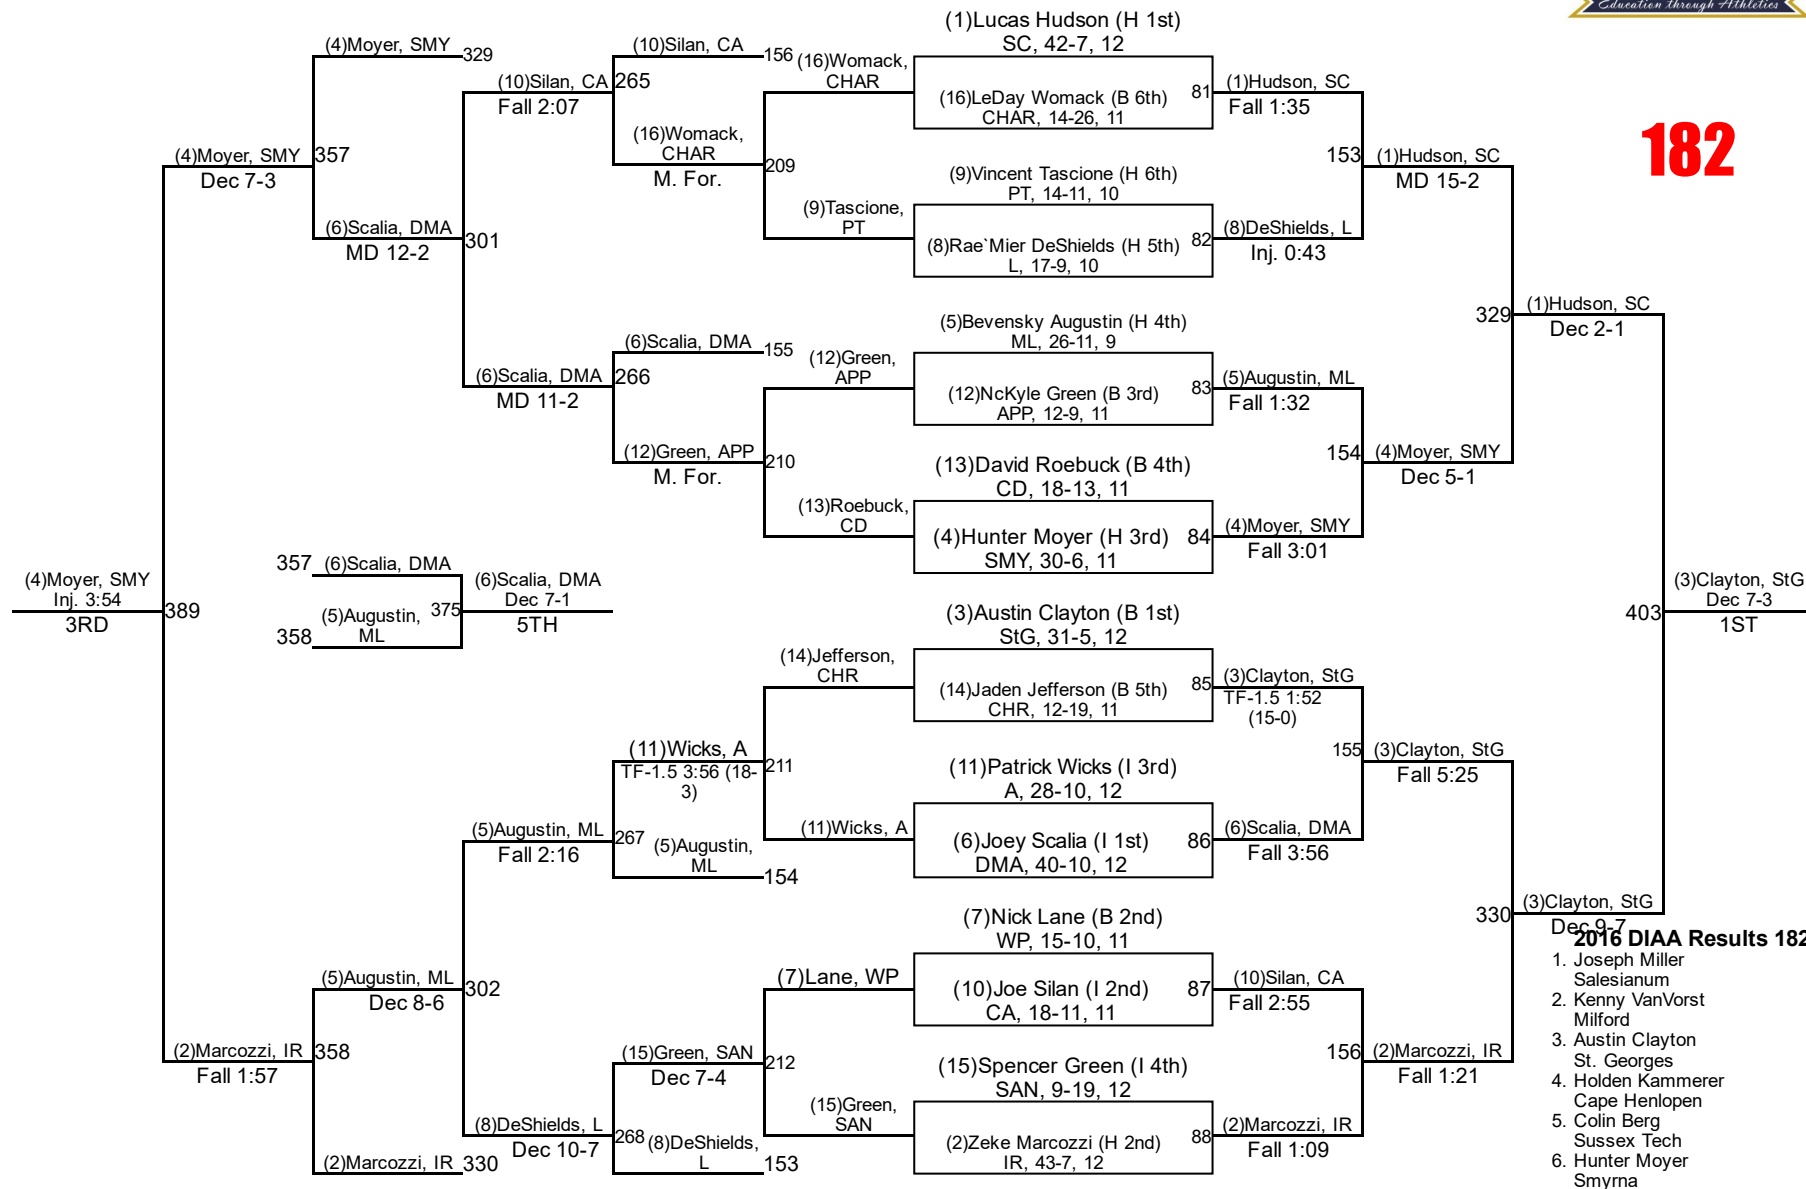 Education through Athletics
182
(1)Lucas Hudson (H 1st)
SC, 42-7, 12
(16)LeDay Womack (B 6th)
CHAR, 14-26, 11
81
(9)Vincent Tascione (H 6th)
PT, 14-11, 10
(8)Rae`Mier DeShields (H 5th)
L, 17-9, 10
82
(5)Bevensky Augustin (H 4th)
ML, 26-11, 9
(12)NcKyle Green (B 3rd)
APP, 12-9, 11
83
(13)David Roebuck (B 4th)
CD, 18-13, 11
(4)Hunter Moyer (H 3rd)
SMY, 30-6, 11
84
(3)Austin Clayton (B 1st)
StG, 31-5, 12
(14)Jaden Jefferson (B 5th)
CHR, 12-19, 11
85
(11)Patrick Wicks (I 3rd)
A, 28-10, 12
(6)Joey Scalia (I 1st)
DMA, 40-10, 12
86
(7)Nick Lane (B 2nd)
WP, 15-10, 11
(10)Joe Silan (I 2nd)
CA, 18-11, 11
87
(15)Spencer Green (I 4th)
SAN, 9-19, 12
(2)Zeke Marcozzi (H 2nd)
IR, 43-7, 12
88
(1)Hudson, SC
Fall 1:35
153
(8)DeShields, L
Inj. 0:43
(5)Augustin, ML
Fall 1:32
154
(4)Moyer, SMY
Fall 3:01
(3)Clayton, StG
TF-1.5 1:52
(15-0)
155
(6)Scalia, DMA
Fall 3:56
(10)Silan, CA
Fall 2:55
156
(2)Marcozzi, IR
Fall 1:09
(1)Hudson, SC
MD 15-2
329
(4)Moyer, SMY
Dec 5-1
(3)Clayton, StG
Fall 5:25
330
(2)Marcozzi, IR
Fall 1:21
(1)Hudson, SC
Dec 2-1
403
(3)Clayton, StG
Dec 9-7
(3)Clayton, StG
Dec 7-3
1ST
(16)Womack,
CHAR
209
(9)Tascione,
PT
(12)Green,
APP
210
(13)Roebuck,
CD
(14)Jefferson,
CHR
211
(11)Wicks, A
(7)Lane, WP
212
(15)Green,
SAN
(10)Silan, CA
156
265
(16)Womack,
CHAR
M. For.
(6)Scalia, DMA
155
266
(12)Green, APP
M. For.
(11)Wicks, A
TF-1.5 3:56 (18-
3)
267
(5)Augustin,
ML
154
(15)Green, SAN
Dec 7-4
268
(8)DeShields,
L
153
(10)Silan, CA
Fall 2:07
301
(6)Scalia, DMA
MD 11-2
(5)Augustin, ML
Fall 2:16
302
(8)DeShields, L
Dec 10-7
(4)Moyer, SMY
329
357
(6)Scalia, DMA
MD 12-2
(5)Augustin, ML
Dec 8-6
358
(2)Marcozzi, IR
330
(4)Moyer, SMY
Dec 7-3
389
(2)Marcozzi, IR
Fall 1:57
(4)Moyer, SMY
Inj. 3:54
3RD
357
(6)Scalia, DMA
375
358
(5)Augustin,
ML
(6)Scalia, DMA
Dec 7-1
5TH
2016 DIAA Results 182
1. Joseph Miller
Salesianum
2. Kenny VanVorst
Milford
3. Austin Clayton
St. Georges
4. Holden Kammerer
Cape Henlopen
5. Colin Berg
Sussex Tech
6. Hunter Moyer
Smyrna